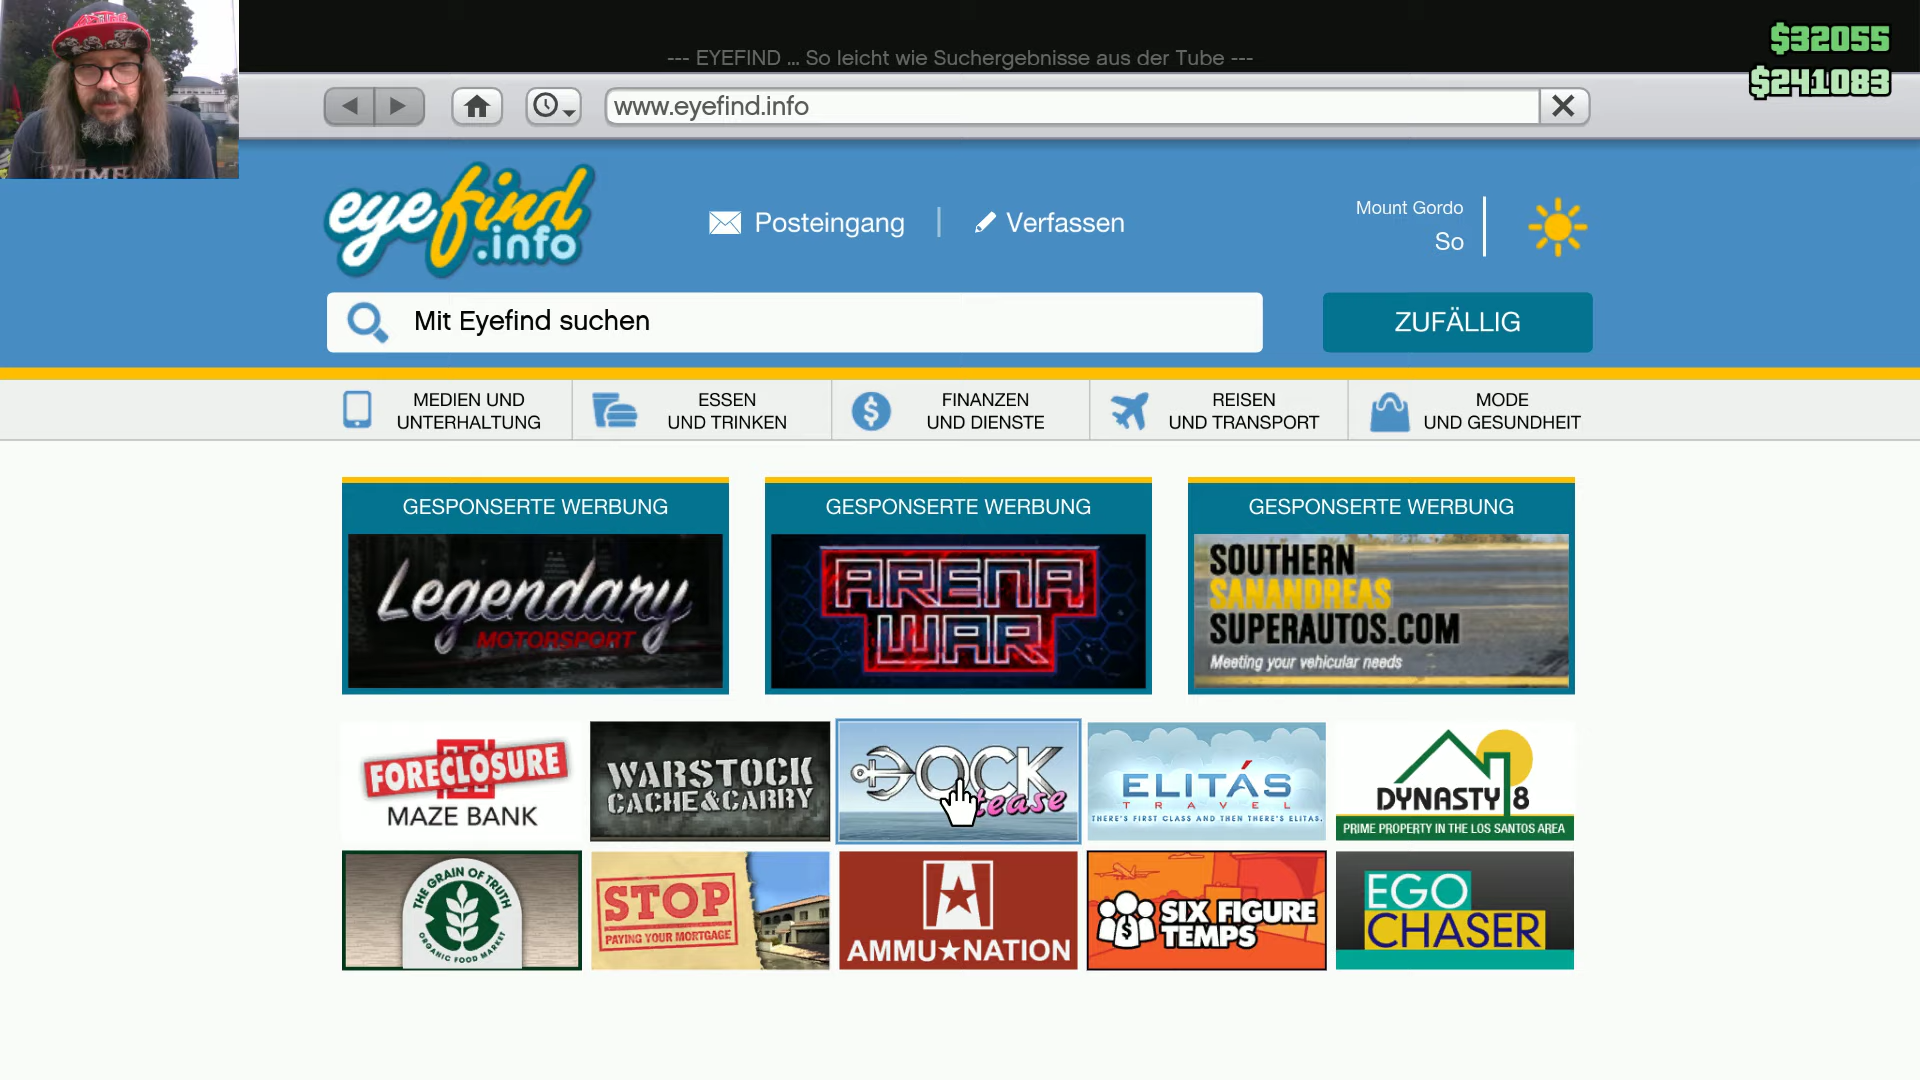 $32055
--- EYEFIND ... So leicht wie Suchergebnisse aus der Tube ---
$241083
www.eyefind.info
eyefind
.info
Posteingang
Verfassen
Mount Gordo
So
Mit Eyefind suchen
ZUFÄLLIG
MEDIEN UND
UNTERHALTUNG
ESSEN
UND TRINKEN
FINANZEN
UND DIENSTE
REISEN
UND TRANSPORT
MODE
UND GESUNDHEIT
GESPONSERTE WERBUNG
GESPONSERTE WERBUNG
GESPONSERTE WERBUNG
Legendary
MOTORSPORT
ARENA
WAR
SOUTHERN
SANANDREAS
SUPERAUTOS.COM
Meeting your vehicular needs
FORECLOSURE
MAZE BANK
WARSTOCK
CACHE&CARRY
DOCK
tease
ELITÁS
TRAVEL
THERE'S FIRST CLASS AND THEN THERE'S ELITAS.
DYNASTY 8
PRIME PROPERTY IN THE LOS SANTOS AREA
THE GRAIN OF TRUTH
ORGANIC FOOD MARKET
STOP
PAYING YOUR MORTGAGE
AMMU★NATION
SIX FIGURE
TEMPS
EGO
CHASER